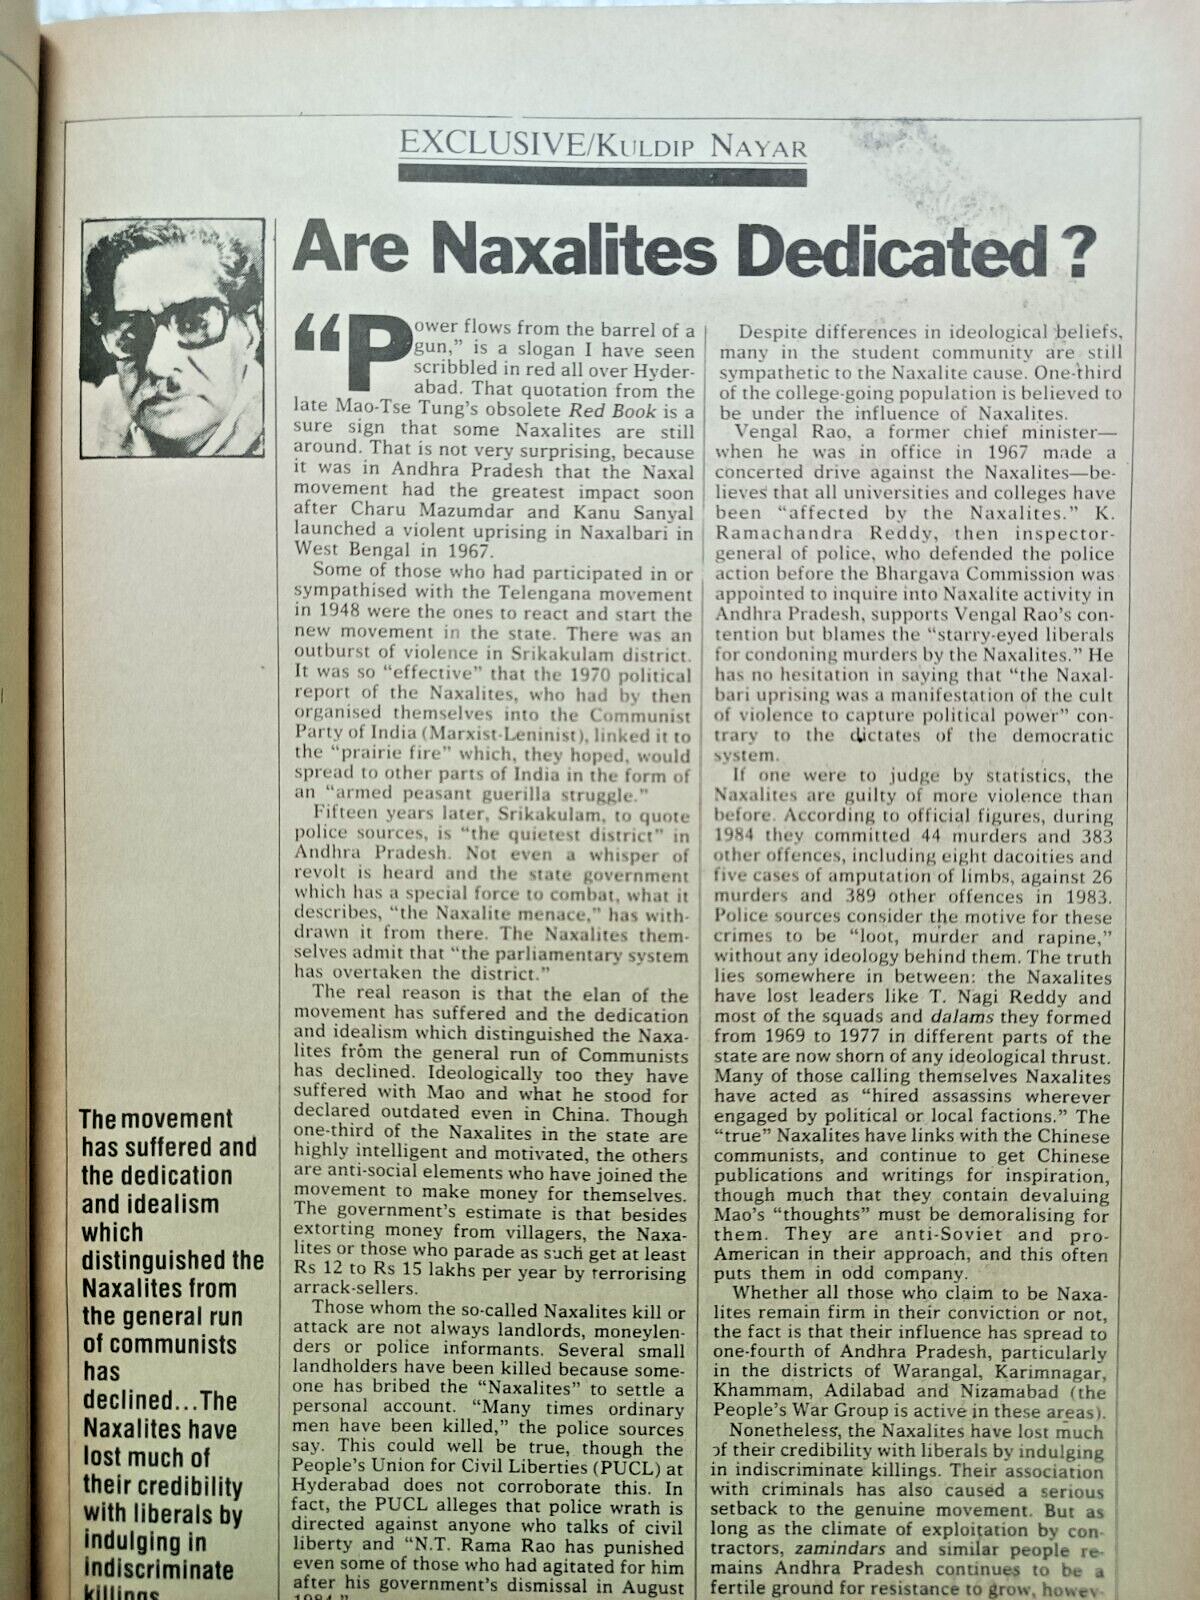 EXCLUSIVE/KULDIP NAYAR
Are Naxalites Dedicated?
"Power flows from the barrel of a
gun," is a slogan I have seen
scribbled in red all over Hyder-
abad. That quotation from the
late Mao-Tse Tung's obsolete Red Book is a
sure sign that some Naxalites are still
around. That is not very surprising, because
it was in Andhra Pradesh that the Naxal
movement had the greatest impact soon
after Charu Mazumdar and Kanu Sanyal
launched a violent uprising in Naxalbari in
West Bengal in 1967.
Some of those who had participated in or
sympathised with the Telengana movement
in 1948 were the ones to react and start the
new movement in the state. There was an
outburst of violence in Srikakulam district.
It was so "effective" that the 1970 political
report of the Naxalites, who had by then
organised themselves into the Communist
Party of India (Marxist-Leninist), linked it to
the "prairie fire" which, they hoped, would
spread to other parts of India in the form of
an "armed peasant guerilla struggle."
Fifteen years later, Srikakulam, to quote
police sources, is "the quietest district" in
Andhra Pradesh. Not even a whisper of
revolt is heard and the state government
which has a special force to combat, what it
describes, "the Naxalite menace," has with-
drawn it from there. The Naxalites them-
selves admit that "the parliamentary system
has overtaken the district."
The real reason is that the elan of the
movement has suffered and the dedication
and idealism which distinguished the Naxa-
lites from the general run of Communists
has declined. Ideologically too they have
suffered with Mao and what he stood for
declared outdated even in China. Though
one-third of the Naxalites in the state are
highly intelligent and motivated, the others
are anti-social elements who have joined the
movement to make money for themselves.
The government's estimate is that besides
extorting money from villagers, the Naxa-
lites or those who parade as such get at least
Rs 12 to Rs 15 lakhs per year by terrorising
arrack-sellers.
Those whom the so-called Naxalites kill or
attack are not always landlords, moneylen-
ders or police informants. Several small
landholders have been killed because some-
one has bribed the "Naxalites" to settle a
personal account. "Many times ordinary
men have been killed," the police sources
say. This could well be true, though the
People's Union for Civil Liberties (PUCL) at
Hyderabad does not corroborate this. In
fact, the PUCL alleges that police wrath is
directed against anyone who talks of civil
liberty and "N.T. Rama Rao has punished
even some of those who had agitated for him
after his government's dismissal in August
1984."
Despite differences in ideological beliefs,
many in the student community are still
sympathetic to the Naxalite cause. One-third
of the college-going population is believed to
be under the influence of Naxalites.
Vengal Rao, a former chief minister—
when he was in office in 1967 made a
concerted drive against the Naxalites—be-
lieves that all universities and colleges have
been "affected by the Naxalites." K.
Ramachandra Reddy, then inspector-
general of police, who defended the police
action before the Bhargava Commission was
appointed to inquire into Naxalite activity in
Andhra Pradesh, supports Vengal Rao's con-
tention but blames the "starry-eyed liberals
for condoning murders by the Naxalites." He
has no hesitation in saying that "the Naxal-
bari uprising was a manifestation of the cult
of violence to capture political power" con-
trary to the dictates of the democratic
system.
If one were to judge by statistics, the
Naxalites are guilty of more violence than
before. According to official figures, during
1984 they committed 44 murders and 383
other offences, including eight dacoities and
five cases of amputation of limbs, against 26
murders and 389 other offences in 1983.
Police sources consider the motive for these
crimes to be "loot, murder and rapine,"
without any ideology behind them. The truth
lies somewhere in between: the Naxalites
have lost leaders like T. Nagi Reddy and
most of the squads and dalams they formed
from 1969 to 1977 in different parts of the
state are now shorn of any ideological thrust.
Many of those calling themselves Naxalites
have acted as "hired assassins wherever
engaged by political or local factions." The
"true" Naxalites have links with the Chinese
communists, and continue to get Chinese
publications and writings for inspiration,
though much that they contain devaluing
Mao's "thoughts" must be demoralising for
them. They are anti-Soviet and pro-
American in their approach, and this often
puts them in odd company.
Whether all those who claim to be Naxa-
lites remain firm in their conviction or not,
the fact is that their influence has spread to
one-fourth of Andhra Pradesh, particularly
in the districts of Warangal, Karimnagar,
Khammam, Adilabad and Nizamabad (the
People's War Group is active in these areas).
Nonetheless, the Naxalites have lost much
of their credibility with liberals by indulging
in indiscriminate killings. Their association
with criminals has also caused a serious
setback to the genuine movement. But as
long as the climate of exploitation by con-
tractors, zamindars and similar people re-
mains Andhra Pradesh continues to be a
fertile ground for resistance to grow, howev-
The movement
has suffered and
the dedication
and idealism
which
distinguished the
Naxalites from
the general run
of communists
has
declined...The
Naxalites have
lost much of
their credibility
with liberals by
indulging in
indiscriminate
killings